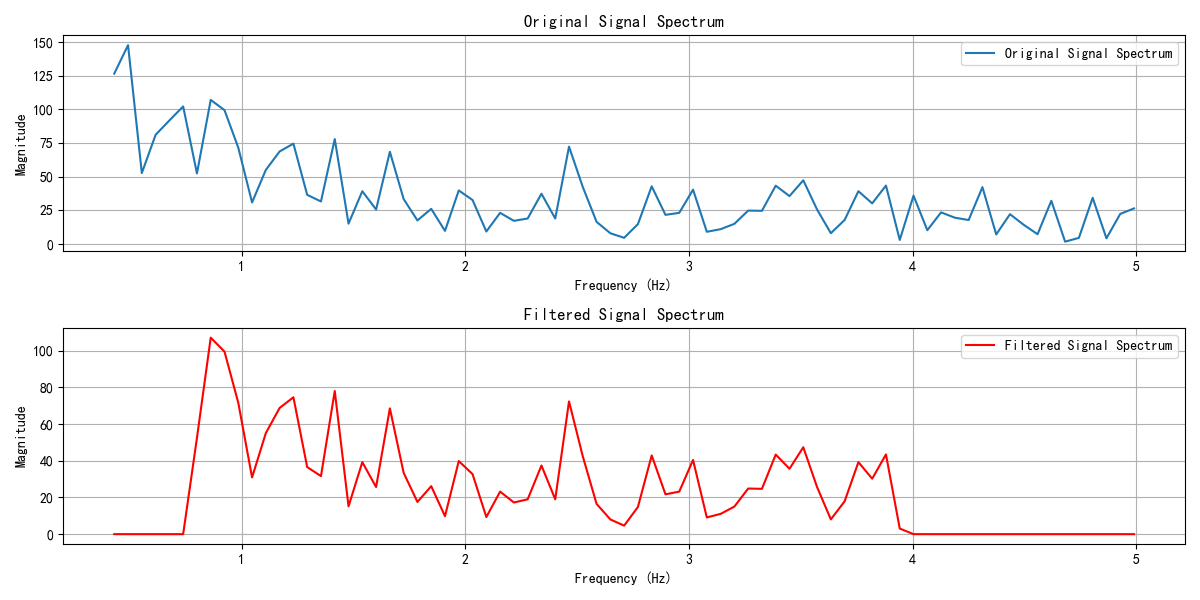 Original Signal Spectrum
150
125
100
75
50
25
0
Magnitude
Original Signal Spectrum
1
2
3
4
5
Frequency (Hz)
Filtered Signal Spectrum
100
80
60
40
20
0
Magnitude
Filtered Signal Spectrum
1
2
3
4
5
Frequency (Hz)